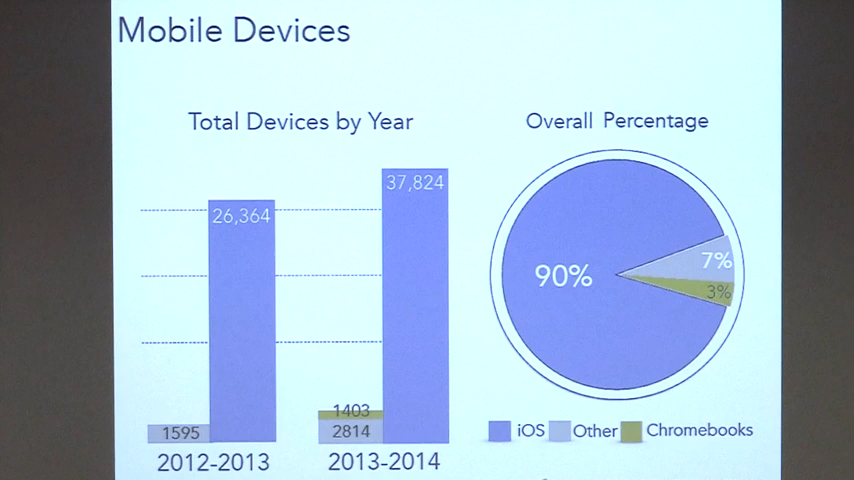 Mobile Devices
Total Devices by Year
Overall Percentage
37,824
26,364
7%
90%
3%
1403
1595
2814
iOS Other Chromebooks
2012-2013
2013-2014